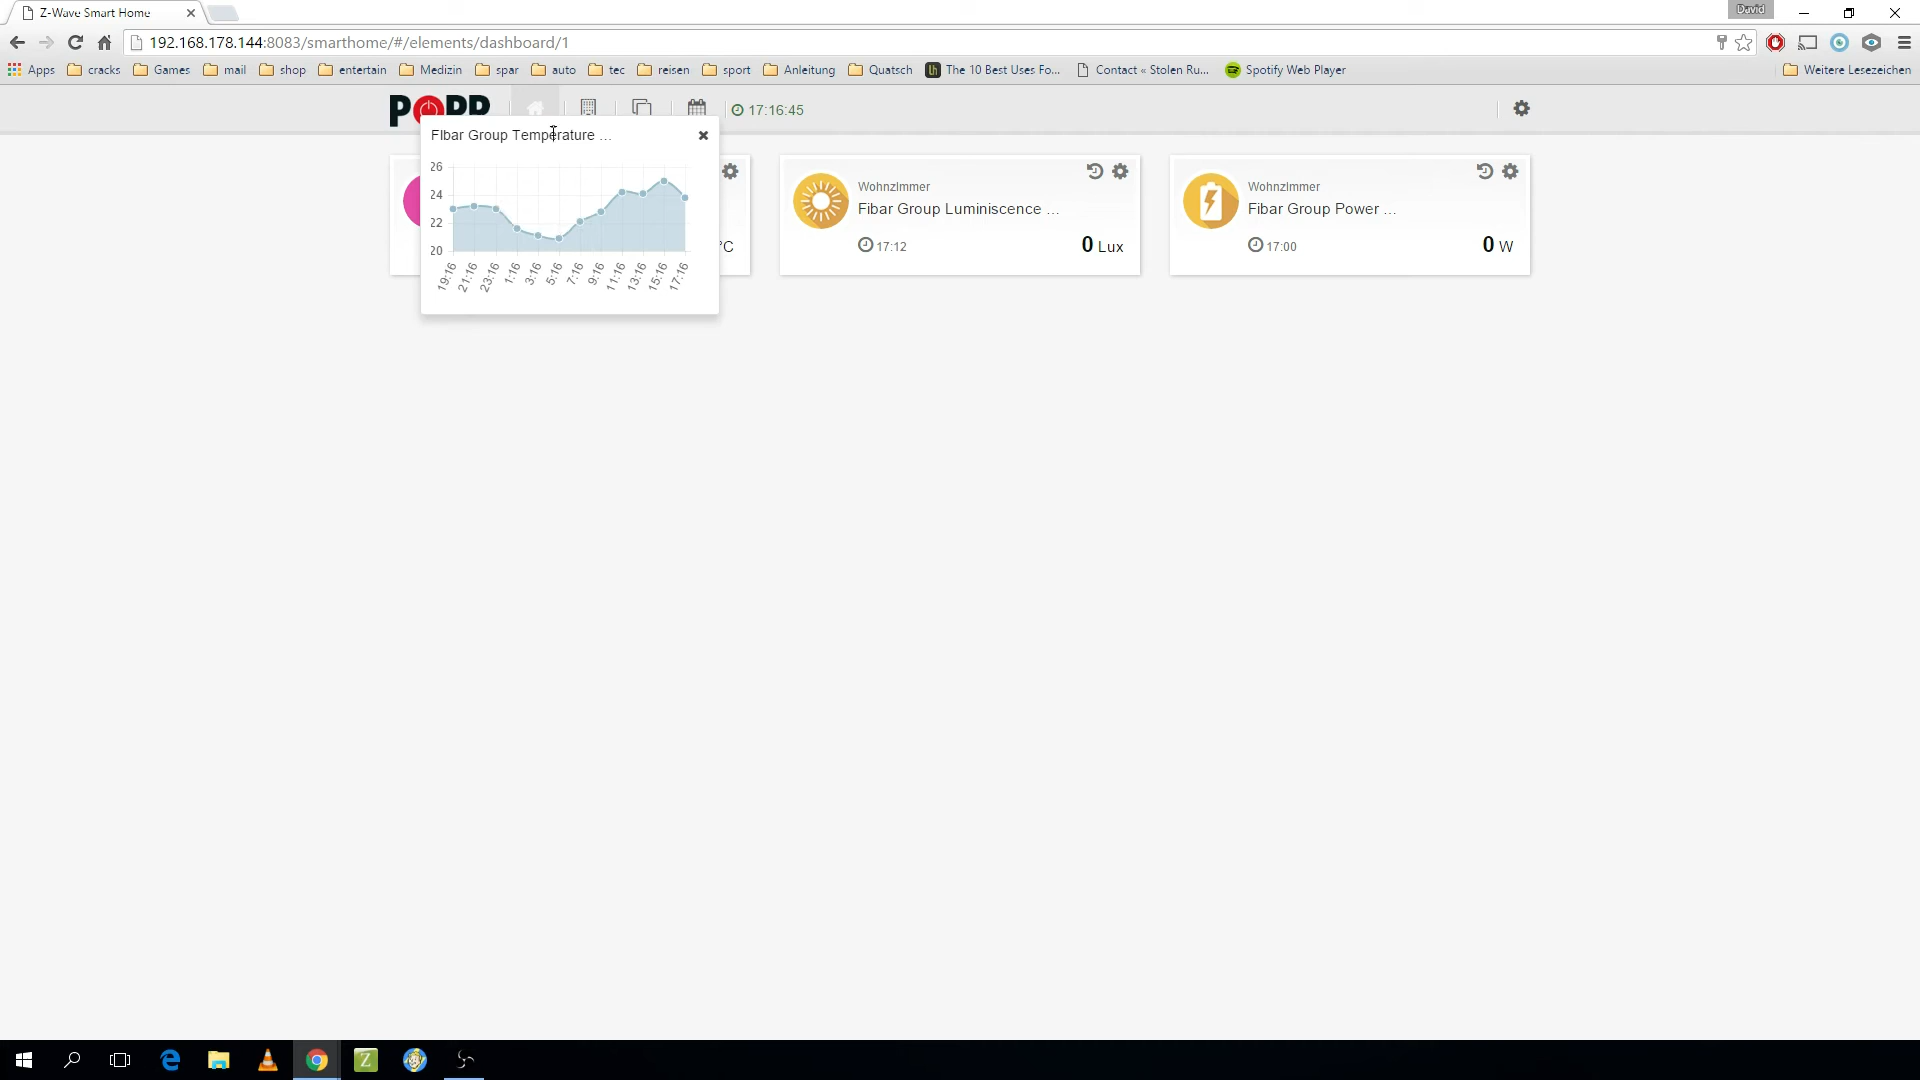 Z-Wave Smart Home
David
192.168.178.144:8083/smarthome/#/elements/dashboard/1
Apps cracks Games mail shop entertain Medizin spar auto tec reisen sport Anleitung Quatsch The 10 Best Uses Fo... Contact « Stolen Ru... Spotify Web Player Weitere Lesezeichen
POPP
17:16:45
FIbar Group Temperature ...
26
24
22
20
19:16 21:16 23:16 1:16 3:16 5:16 7:16 9:16 11:16 13:16 15:16 17:16
°C
Wohnzimmer
Fibar Group Luminiscence ...
17:12
0 Lux
Wohnzimmer
Fibar Group Power ...
17:00
0 W